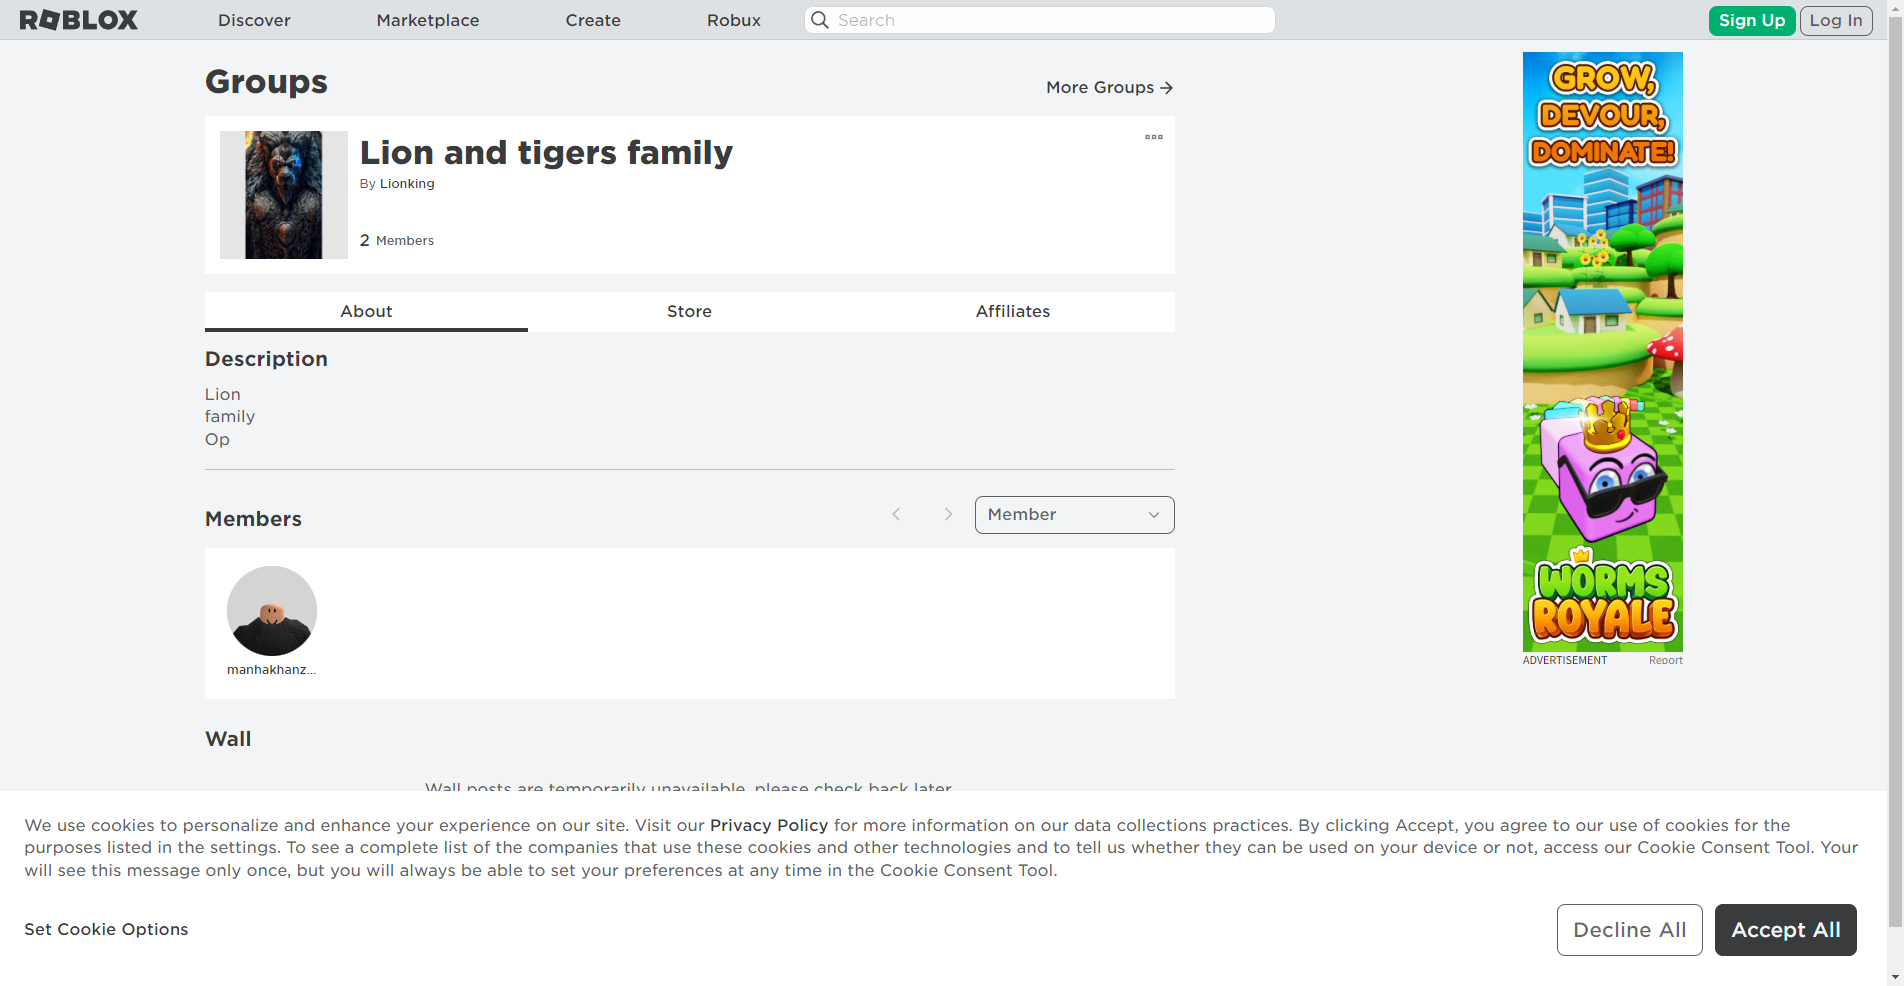 ROBLOX
Discover
Marketplace
Create
Robux
Search
Sign Up
Log In
Groups
More Groups
Lion and tigers family
By Lionking
2 Members
About
Store
Affiliates
Description
Lion
family
Op
Members
Member
manhakhanz...
Wall
Wall posts are temporarily unavailable, please check back later
GROW,
DEVOUR,
DOMINATE!
WORMS
ROYALE
ADVERTISEMENT
Report
We use cookies to personalize and enhance your experience on our site. Visit our Privacy Policy for more information on our data collections practices. By clicking Accept, you agree to our use of cookies for the
purposes listed in the settings. To see a complete list of the companies that use these cookies and other technologies and to tell us whether they can be used on your device or not, access our Cookie Consent Tool. Your
will see this message only once, but you will always be able to set your preferences at any time in the Cookie Consent Tool.
Set Cookie Options
Decline All
Accept All